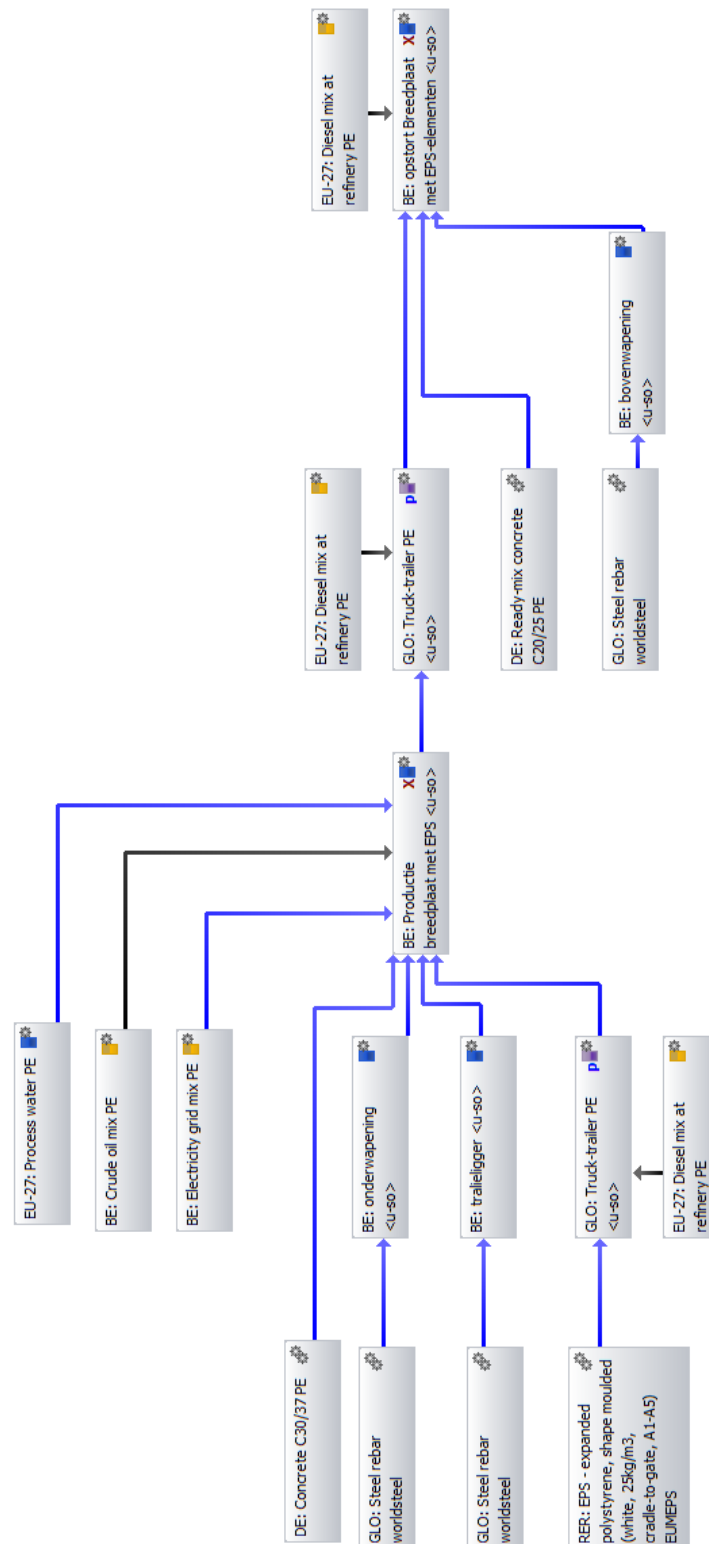 EU-27: Process water PE
BE: Crude oil mix PE
BE: Electricity grid mix PE
DE: Concrete C30/37 PE
GLO: Steel rebar
worldsteel
BE: onderwapening
<u-so>
GLO: Steel rebar
worldsteel
BE: tralieligger <u-so>
RER: EPS - expanded
polystyrene, shape moulded
(white, 25kg/m3,
cradle-to-gate, A1-A5)
EUMEPS
GLO: Truck-trailer PE
<u-so>
p
EU-27: Diesel mix at
refinery PE
BE: Productie
breedplaat met EPS <u-so>
X
EU-27: Diesel mix at
refinery PE
GLO: Truck-trailer PE
<u-so>
p
DE: Ready-mix concrete
C20/25 PE
GLO: Steel rebar
worldsteel
BE: bovenwapening
<u-so>
EU-27: Diesel mix at
refinery PE
BE: opstort Breedplaat
met EPS-elementen <u-so>
X